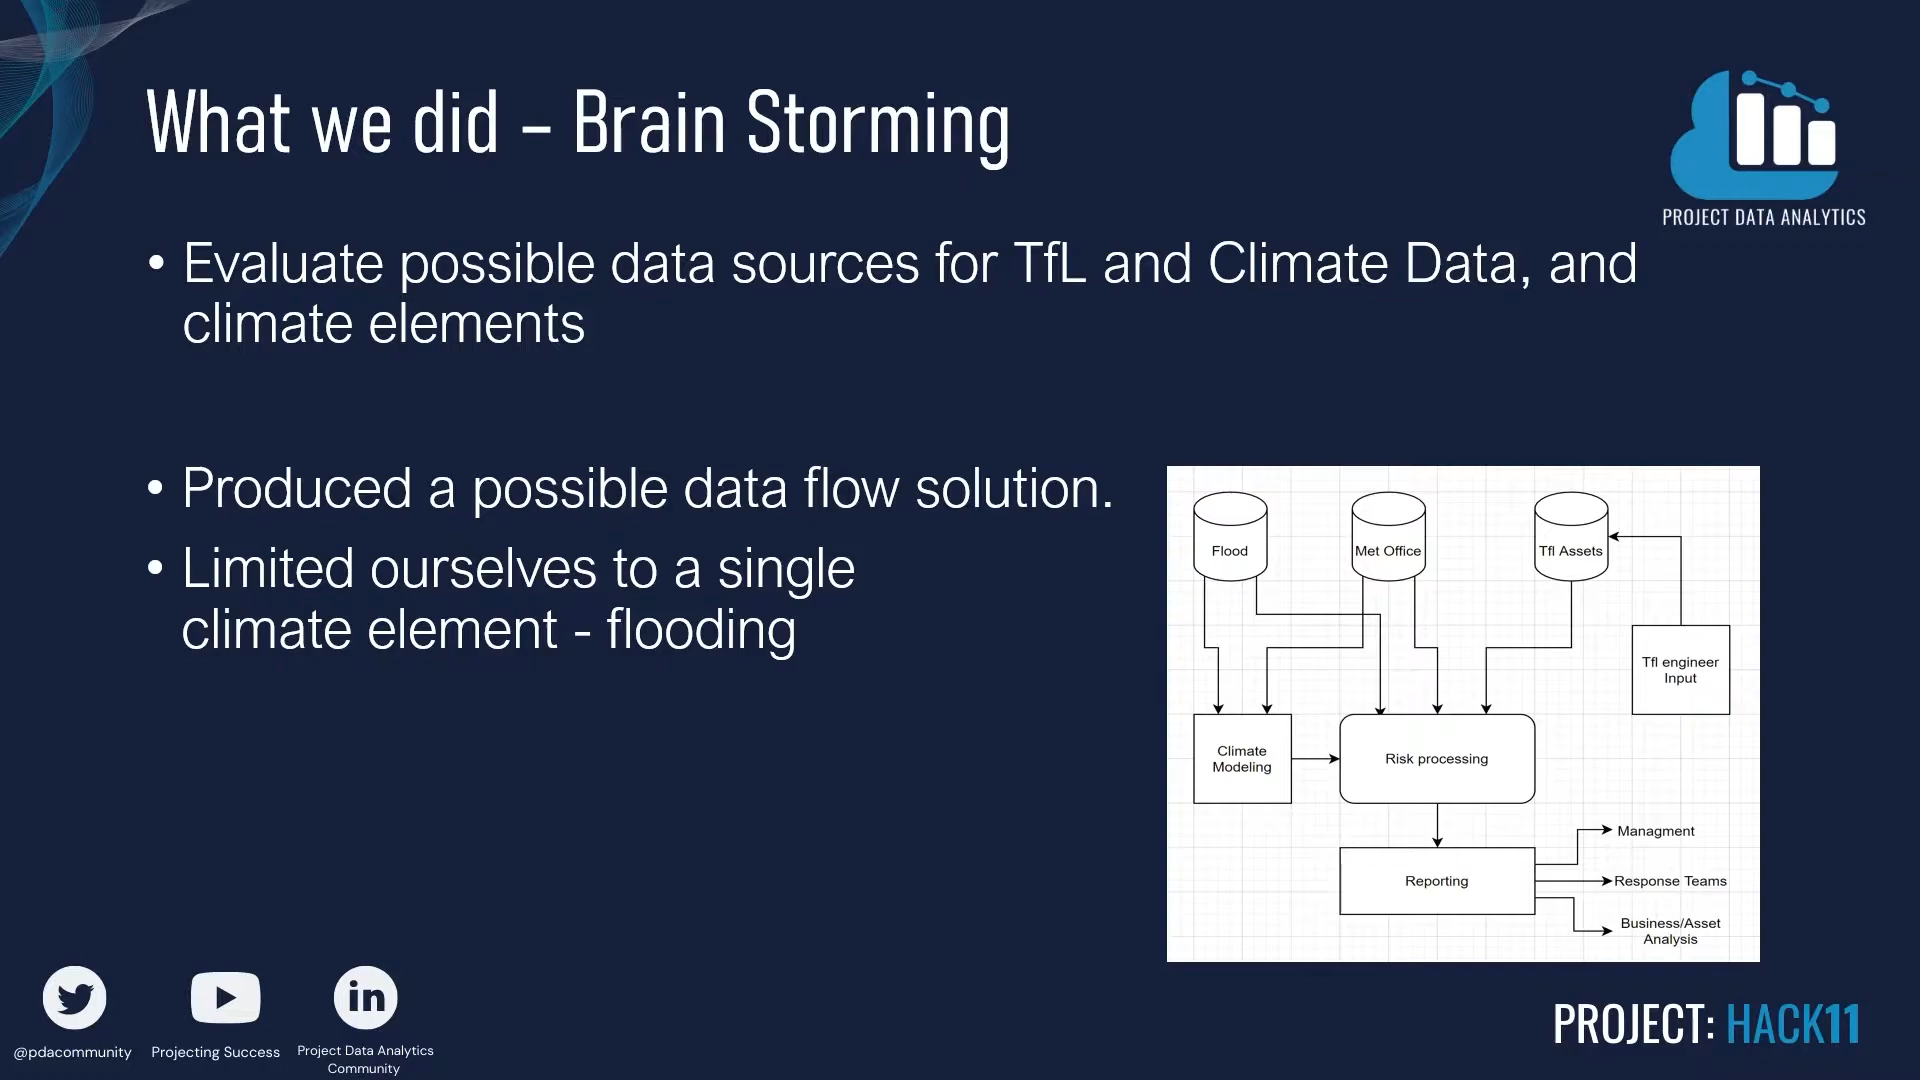 What we did – Brain Storming
PROJECT DATA ANALYTICS
• Evaluate possible data sources for TfL and Climate Data, and
climate elements
• Produced a possible data flow solution.
• Limited ourselves to a single
climate element - flooding
Flood
Met Office
Tfl Assets
Tfl engineer
Input
Climate
Modeling
Risk processing
Reporting
Managment
Response Teams
Business/Asset
Analysis
@pdacommunity
Projecting Success
in
Project Data Analytics
Community
PROJECT: HACK11